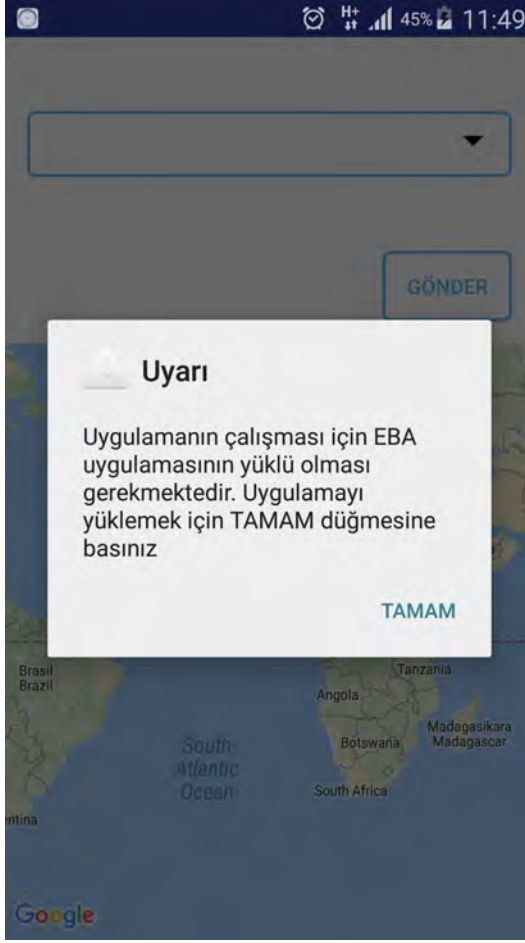 H+ 45% 11:49
GÖNDER
Uyarı
Uygulamanın çalışması için EBA
uygulamasının yüklü olması
gerekmektedir. Uygulamayı
yüklemek için TAMAM düğmesine
basınız
TAMAM
Brasil
Brazil
Tanzania
Angola
Madagasikara
Botswana
Madagascar
South
Atlantic
Ocean
South Africa
entina
Google